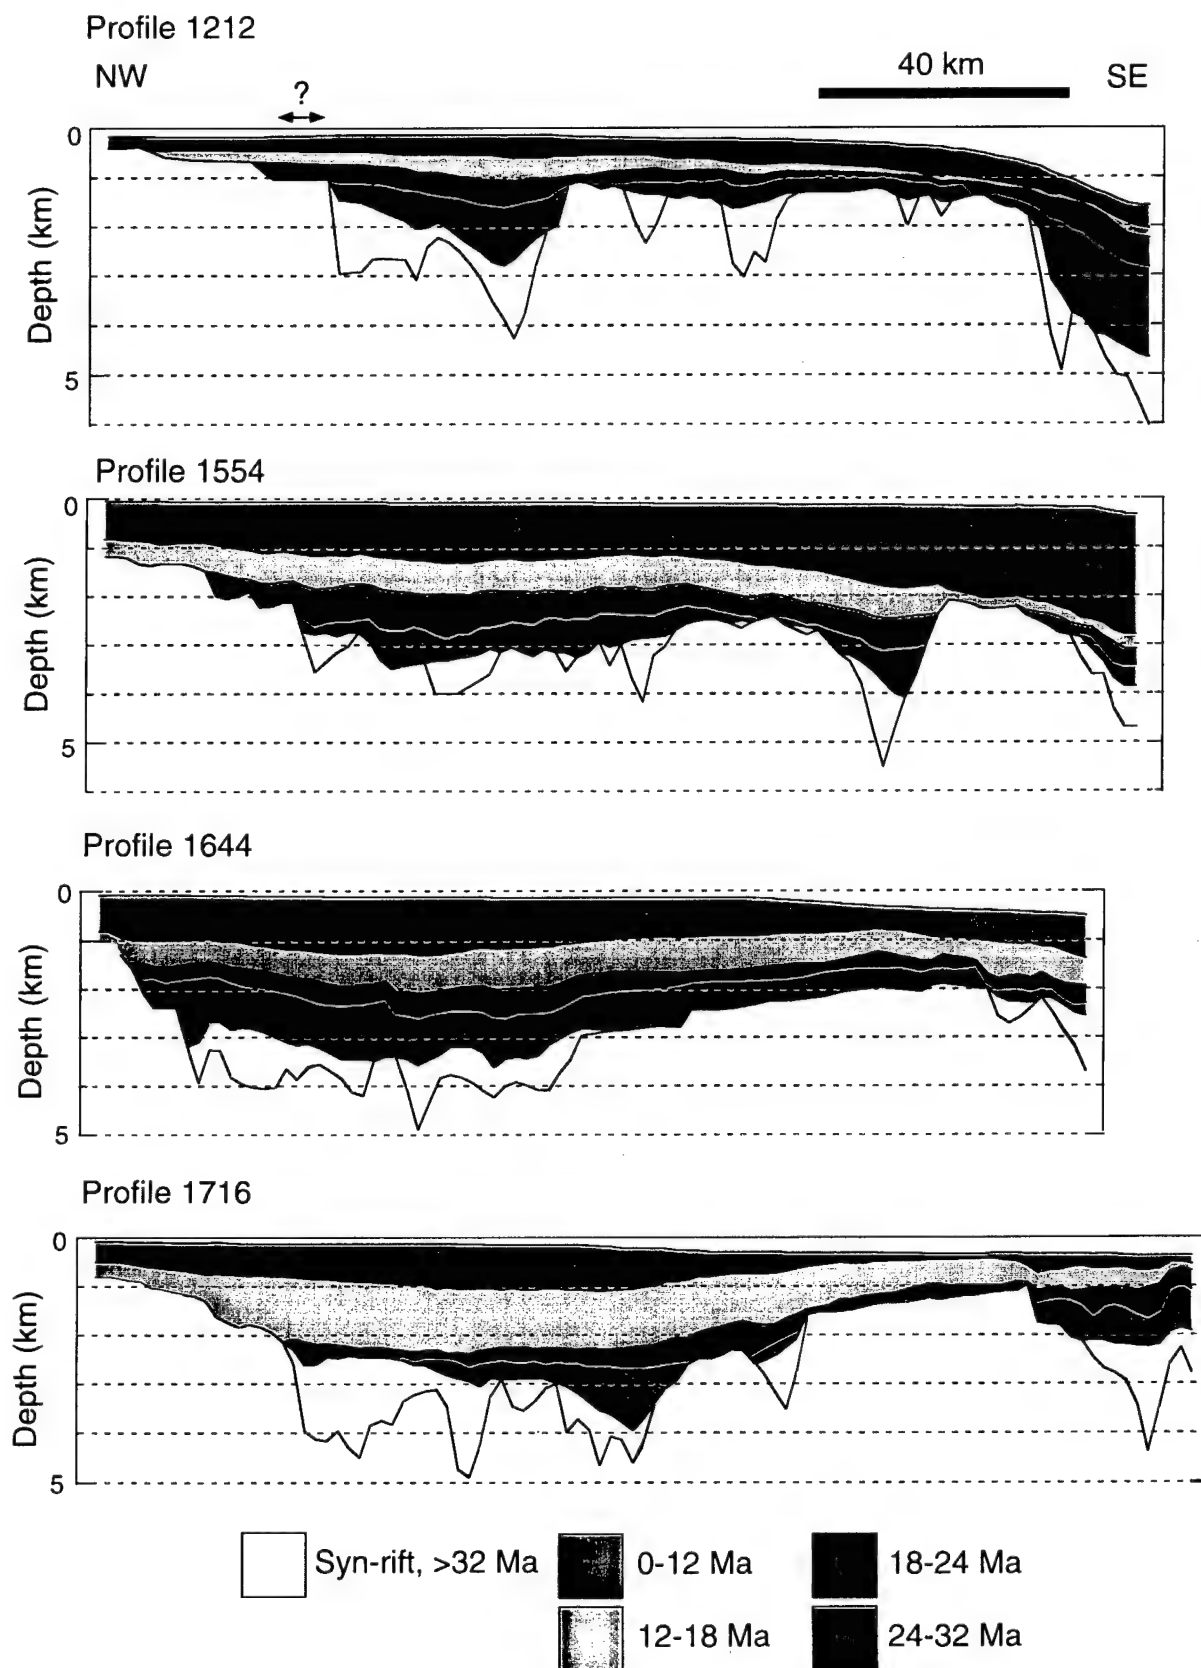 Profile 1212
NW
40 km
SE
?
0
Depth (km)
5
Profile 1554
0
Depth (km)
5
Profile 1644
0
Depth (km)
5
Profile 1716
0
Depth (km)
5
Syn-rift, >32 Ma
0-12 Ma
18-24 Ma
12-18 Ma
24-32 Ma